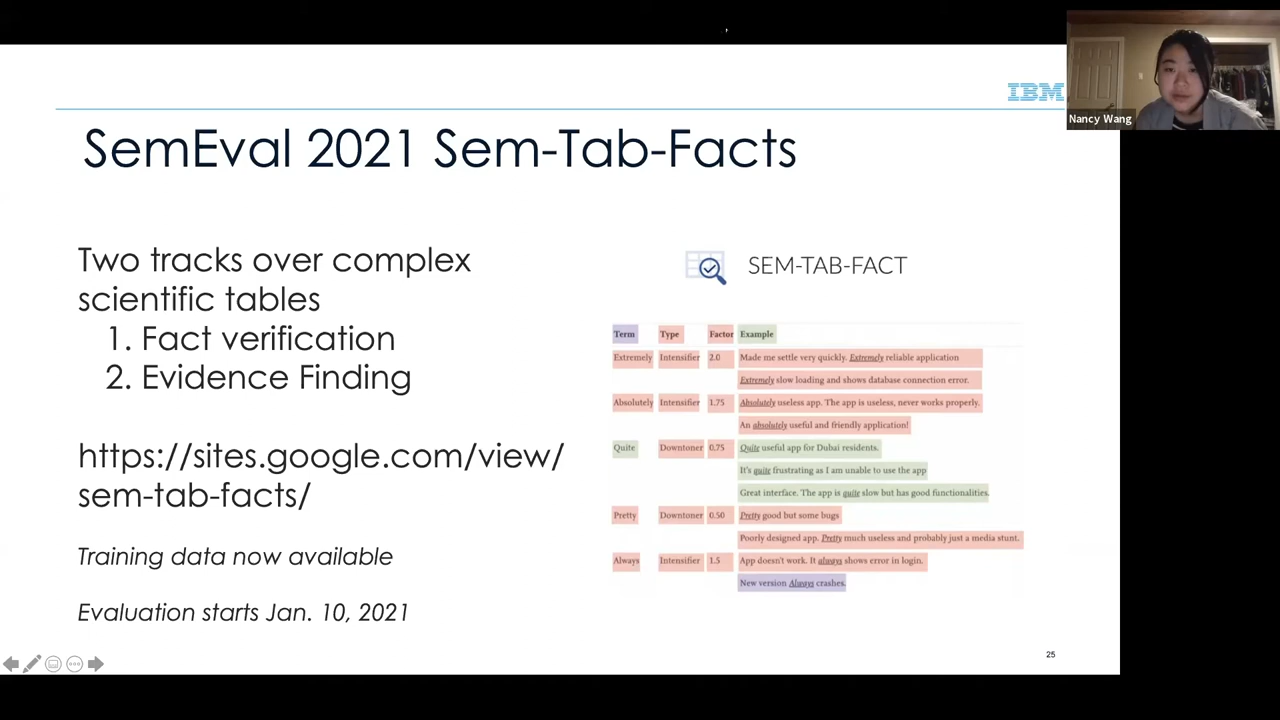 IBM
Nancy Wang
SemEval 2021 Sem-Tab-Facts
Two tracks over complex
scientific tables
1. Fact verification
2. Evidence Finding
https://sites.google.com/view/
sem-tab-facts/
Training data now available
Evaluation starts Jan. 10, 2021
SEM-TAB-FACT
Term Type Factor Example
Extremely Intensifier 2.0 Made me settle very quickly. Extremely reliable application
Extremely slow loading and shows database connection error.
Absolutely Intensifier 1.75 Absolutely useless app. The app is useless, never works properly.
An absolutely useful and friendly application!
Quite Downtoner 0.75 Quite useful app for Dubai residents.
It's quite frustrating as I am unable to use the app
Great interface. The app is quite slow but has good functionalities.
Pretty Downtoner 0.50 Pretty good but some bugs
Poorly designed app. Pretty much useless and probably just a media stunt.
Always Intensifier 1.5 App doesn't work. It always shows error in login.
New version Always crashes.
25